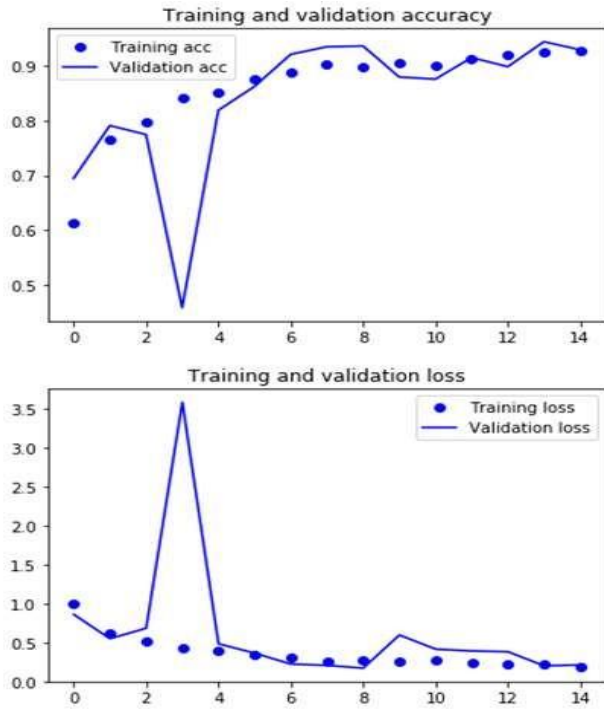 Training and validation accuracy
Training acc
Validation acc
0.9
0.8
0.7
0.6
0.5
0 2 4 6 8 10 12 14
Training and validation loss
Training loss
Validation loss
3.5
3.0
2.5
2.0
1.5
1.0
0.5
0.0
0 2 4 6 8 10 12 14